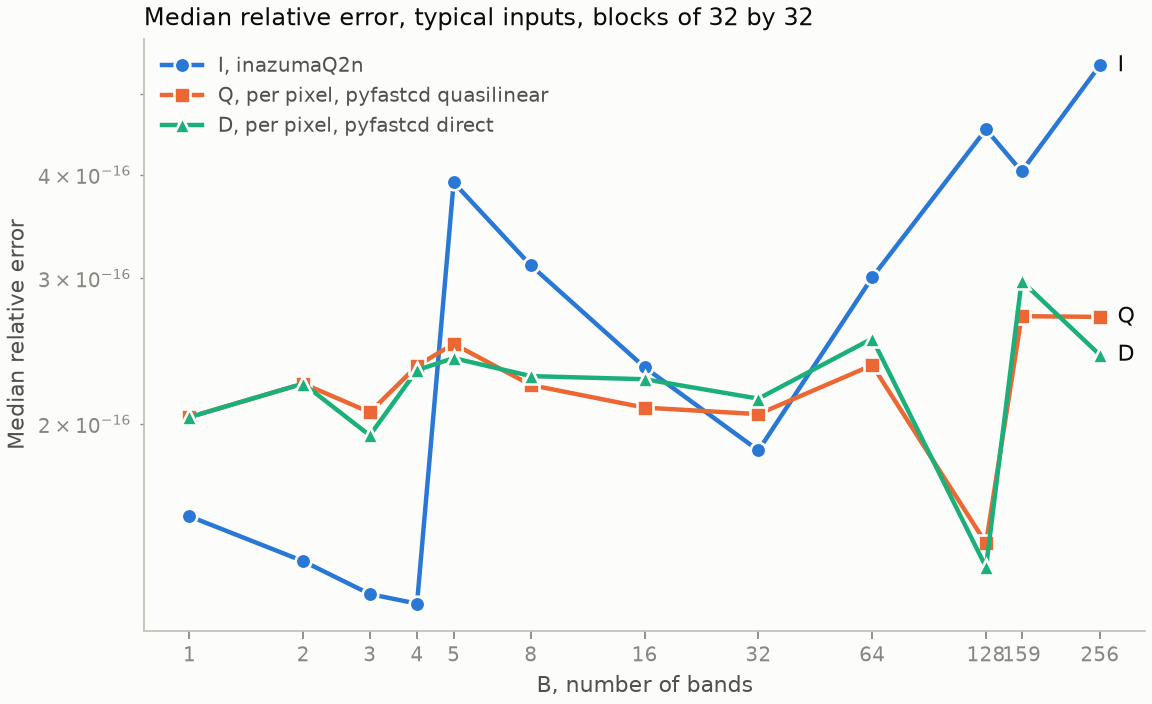 Median relative error, typical inputs, blocks of 32 by 32
I, inazumaQ2n
Q, per pixel, pyfastcd quasilinear
D, per pixel, pyfastcd direct
Median relative error
4 × 10⁻¹⁶
3 × 10⁻¹⁶
2 × 10⁻¹⁶
I
Q
D
1 2 3 4 5 8 16 32 64 128 159 256
B, number of bands